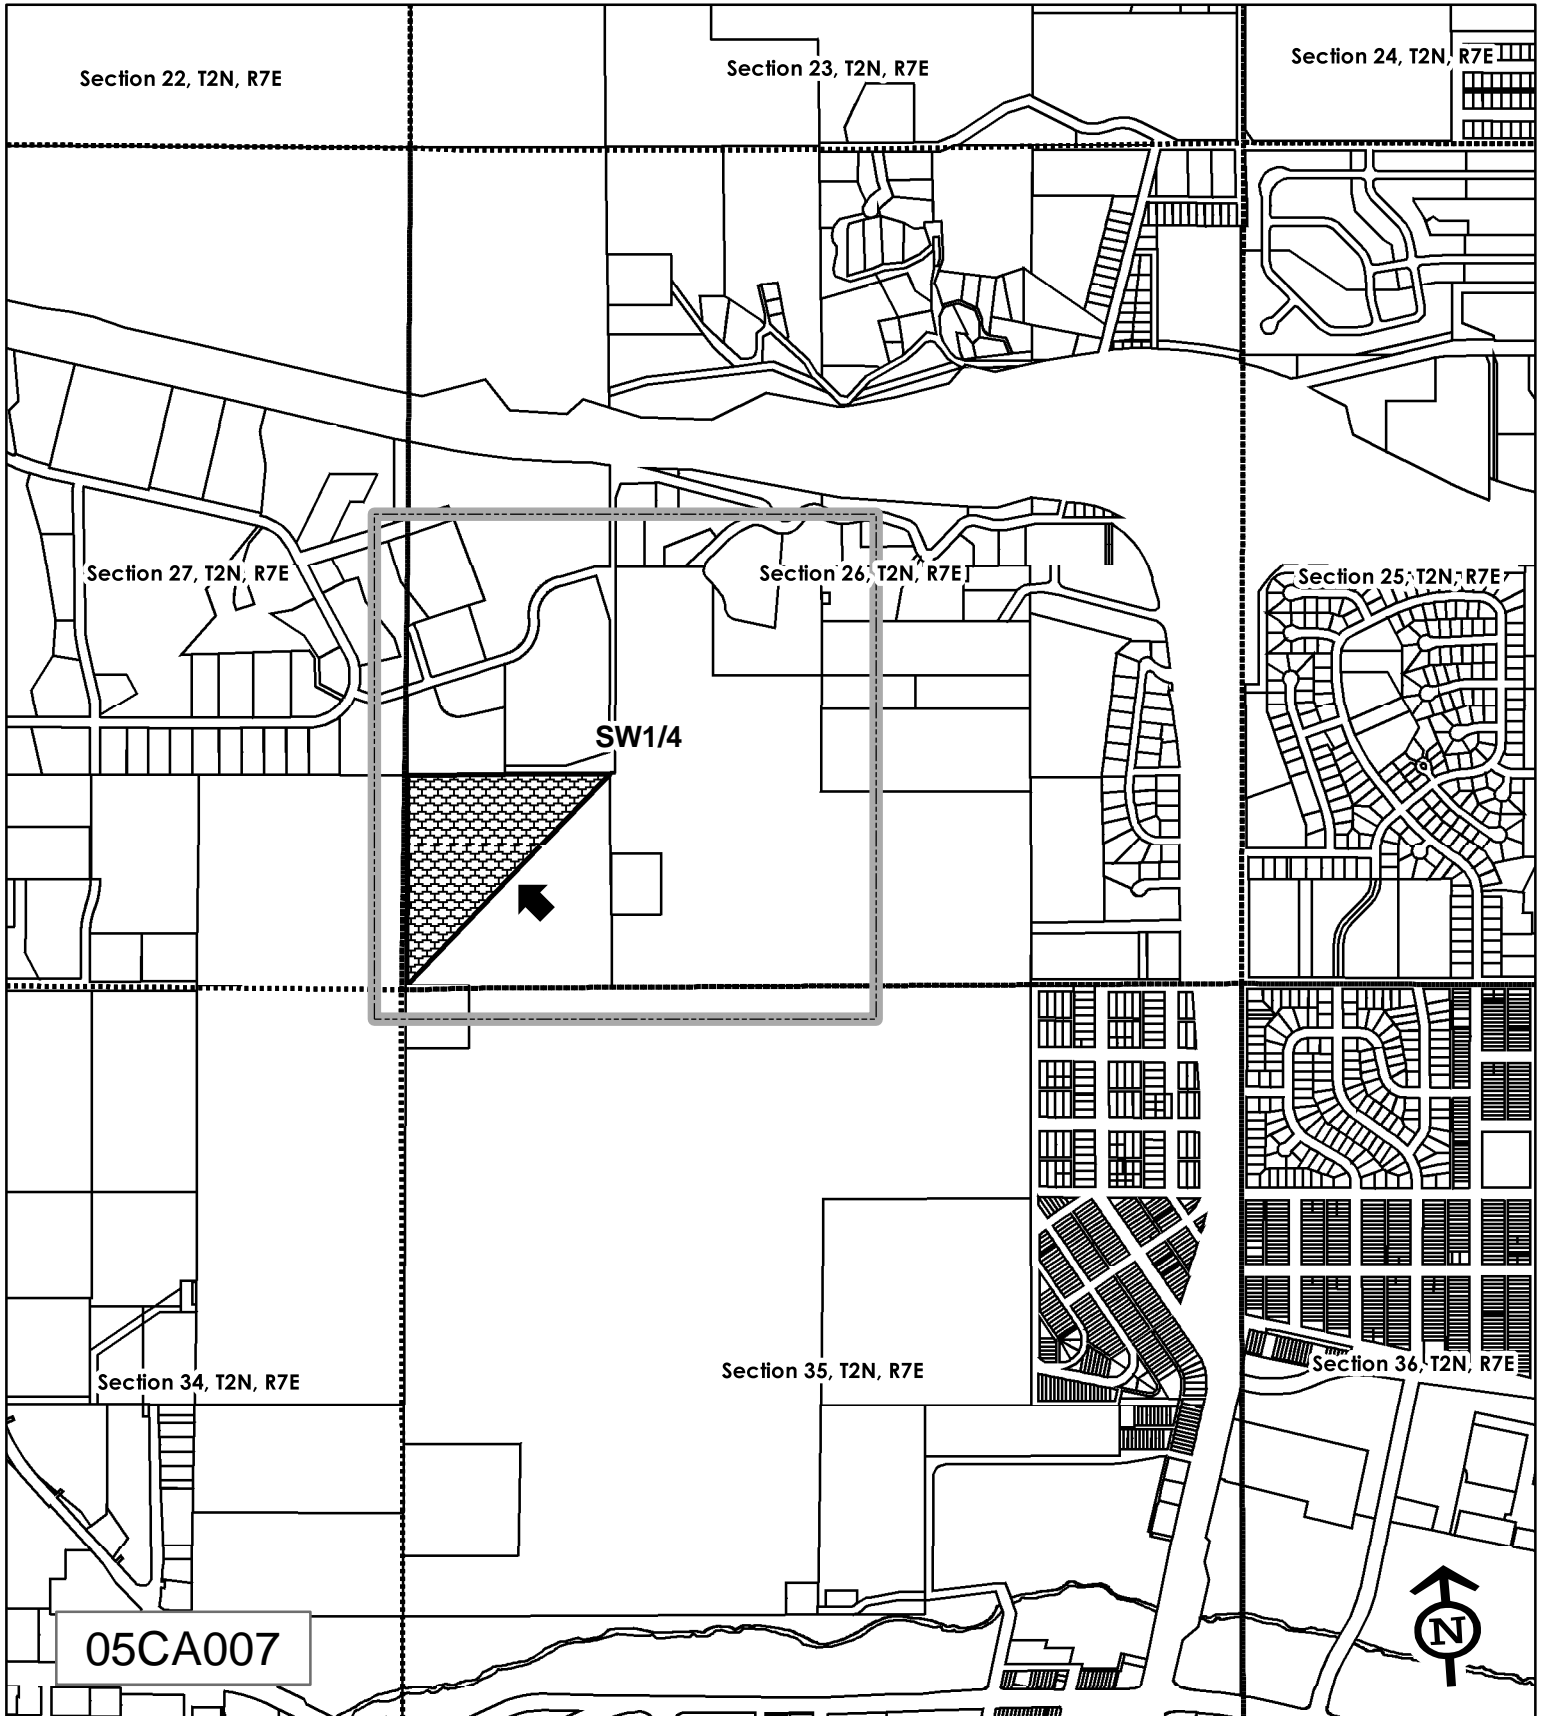 Section 22, T2N, R7E
Section 23, T2N, R7E
Section 24, T2N, R7E
Section 27, T2N, R7E
Section 26, T2N, R7E
Section 25, T2N, R7E
SW1/4
Section 34, T2N, R7E
Section 35, T2N, R7E
Section 36, T2N, R7E
05CA007
N